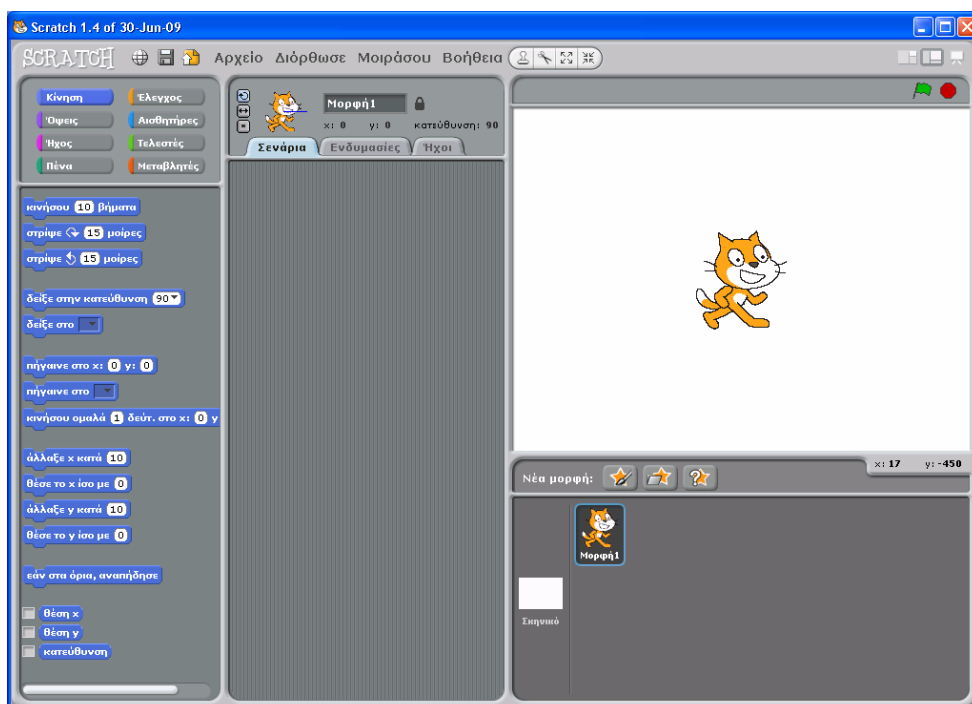 Scratch 1.4 of 30-Jun-09
SCRATCH Αρχείο Διόρθωσε Μοιράσου Βοήθεια
Κίνηση Έλεγχος
Όψεις Αισθητήρες
Ήχος Τελεστές
Πένα Μεταβλητές
κινήσου 10 βήματα
στρίψε 15 μοίρες
στρίψε 15 μοίρες
δείξε στην κατεύθυνση 90
δείξε στο
πήγαινε στο x: 0 y: 0
πήγαινε στο
κινήσου ομαλά 1 δεύτ. στο x: 0 y
άλλαξε x κατά 10
θέσε το x ίσο με 0
άλλαξε y κατά 10
θέσε το y ίσο με 0
εάν στα όρια, αναπήδησε
θέση x
θέση y
κατεύθυνση
Μορφή1
x: 0 y: 0 κατεύθυνση: 90
Σενάρια Ενδυμασίες Ήχοι
x: 17 y: -450
Νέα μορφή:
Μορφή1
Σκηνικό